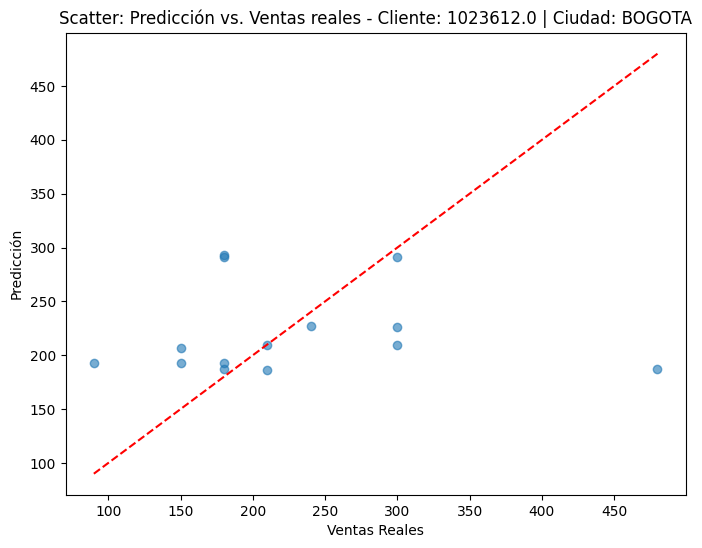 Scatter: Predicción vs. Ventas reales - Cliente: 1023612.0 | Ciudad: BOGOTA
450
400
350
300
250
200
150
100
Predicción
100 150 200 250 300 350 400 450
Ventas Reales